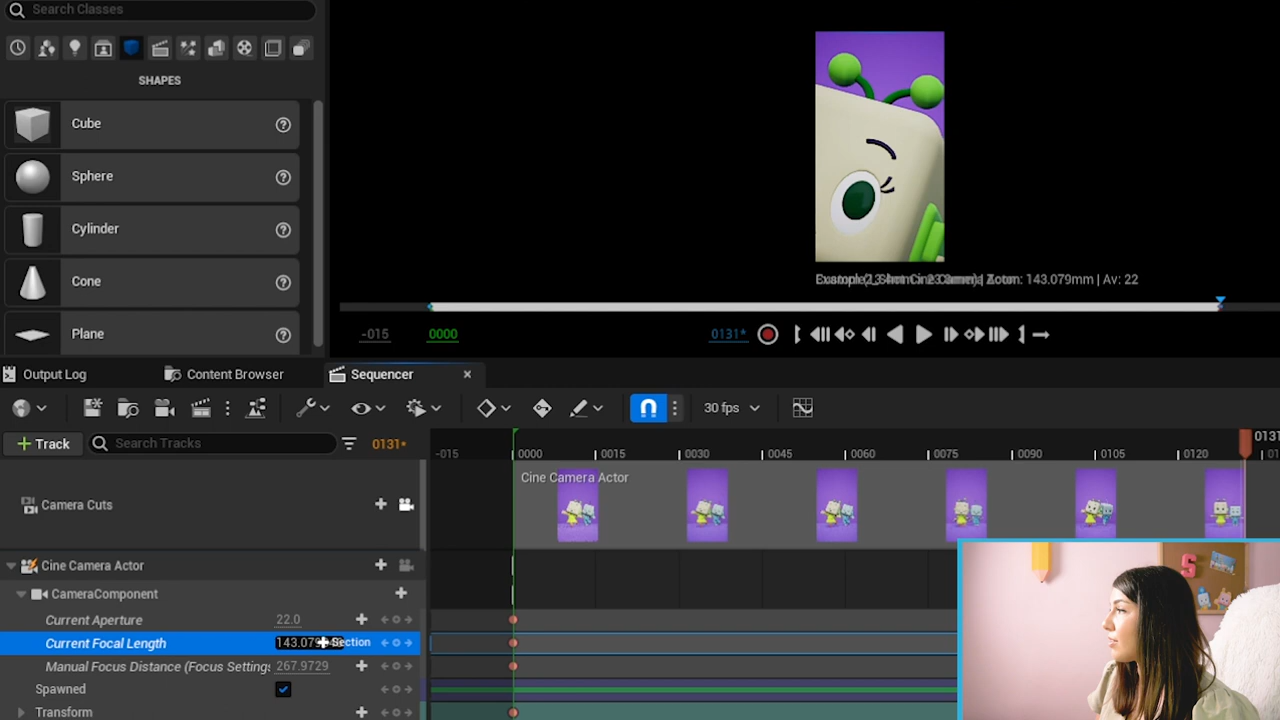 Search Classes
SHAPES
Cube
Sphere
Cylinder
Cone
Plane
Zoom: 143.079mm | Av: 22
-015
0000
0131*
Output Log
Content Browser
Sequencer
30 fps
+ Track
Search Tracks
0131*
-015
0000
0015
0030
0045
0060
0075
0090
0105
0120
0131
Camera Cuts
Cine Camera Actor
Cine Camera Actor
CameraComponent
Current Aperture
22.0
Current Focal Length
143.079
Section
Manual Focus Distance (Focus Settings
267.9729
Spawned
Transform
S